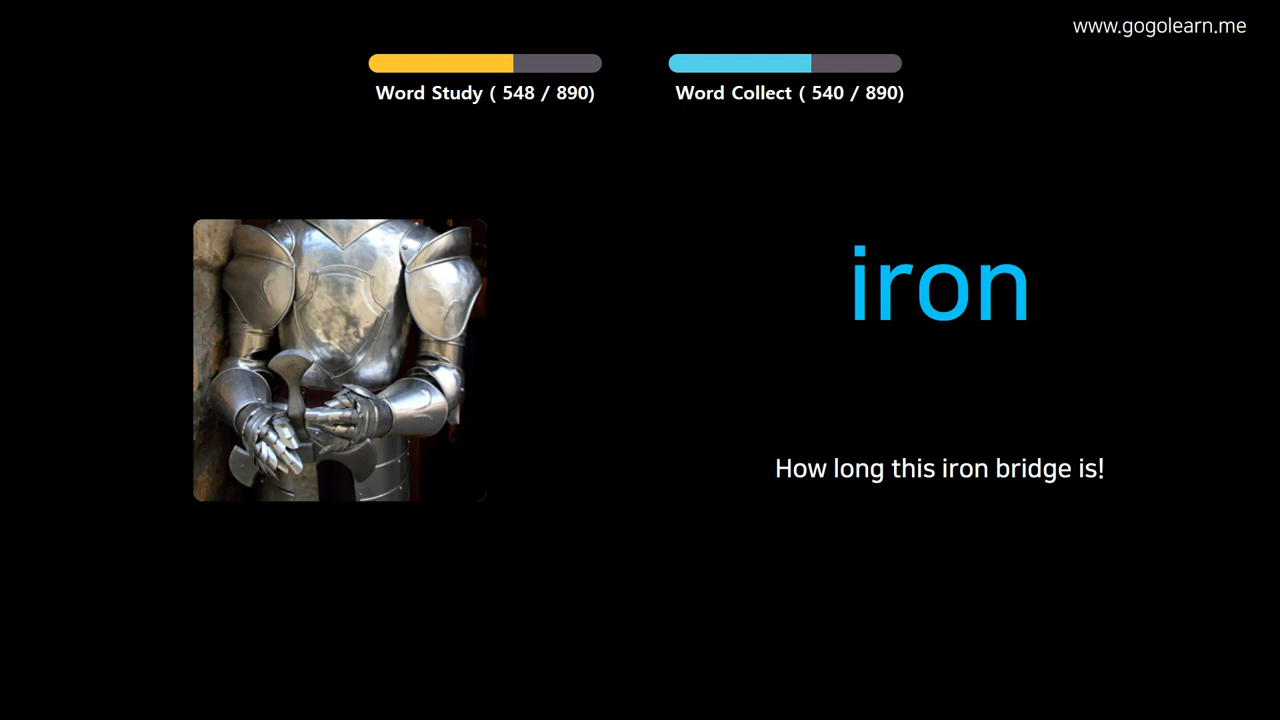 www.gogolearn.me
Word Study ( 548 / 890)
Word Collect ( 540 / 890)
iron
How long this iron bridge is!